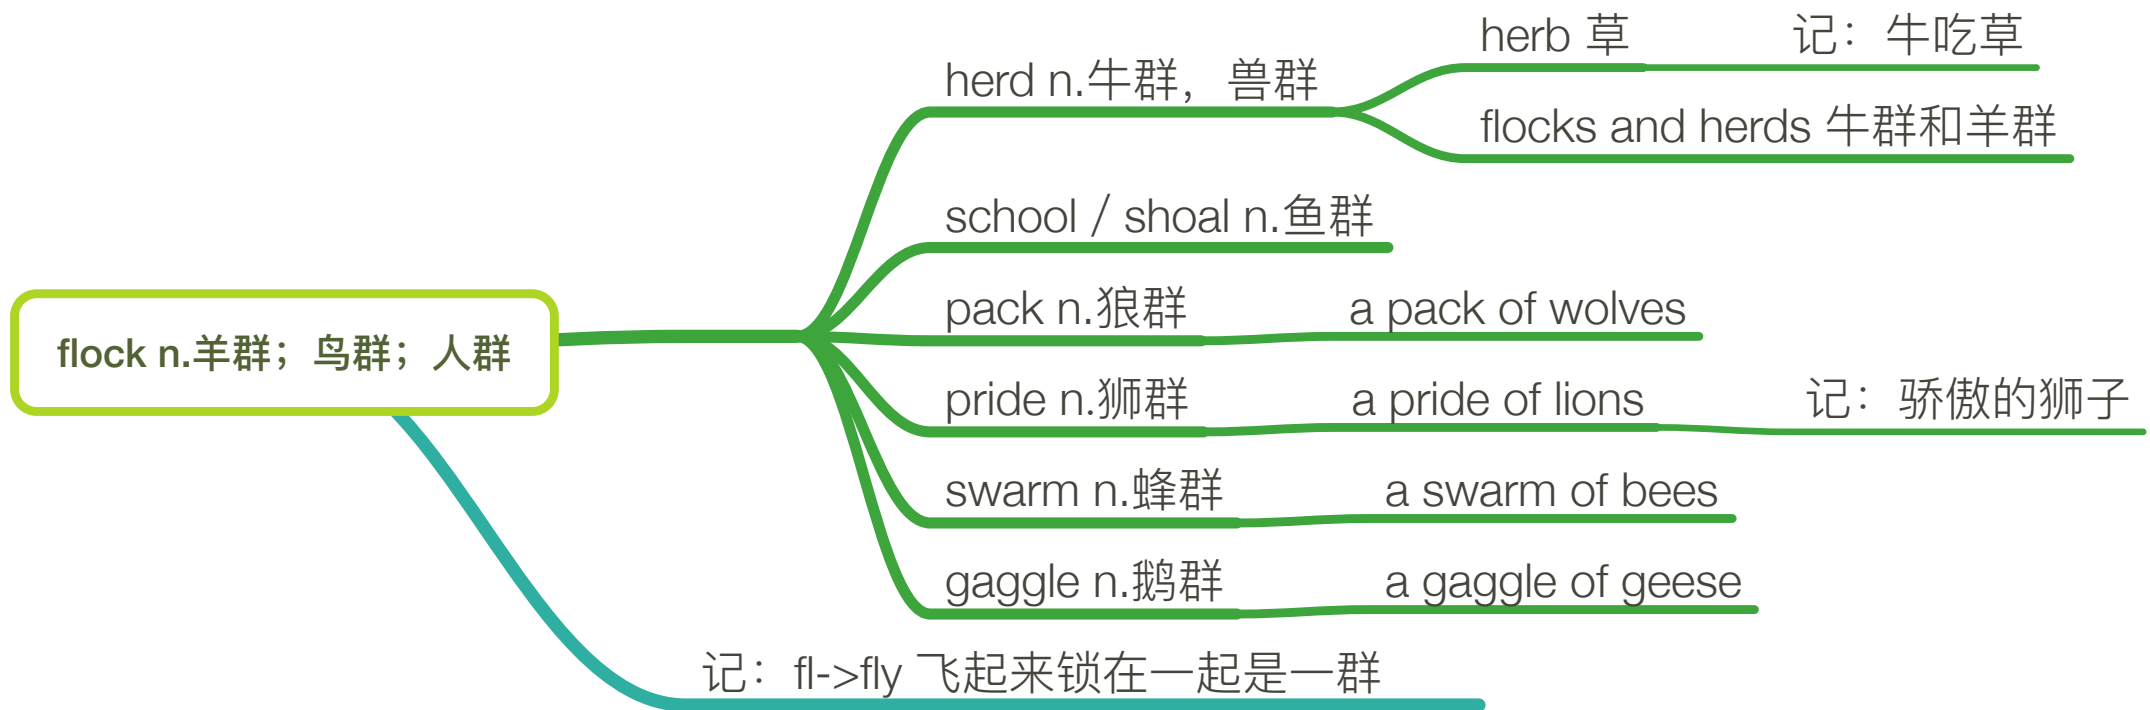 herb 草
记：牛吃草
herd n.牛群，兽群
flocks and herds 牛群和羊群
school / shoal n.鱼群
pack n.狼群
a pack of wolves
flock n.羊群；鸟群；人群
pride n.狮群
a pride of lions
记：骄傲的狮子
swarm n.蜂群
a swarm of bees
gaggle n.鹅群
a gaggle of geese
记：fl->fly 飞起来锁在一起是一群